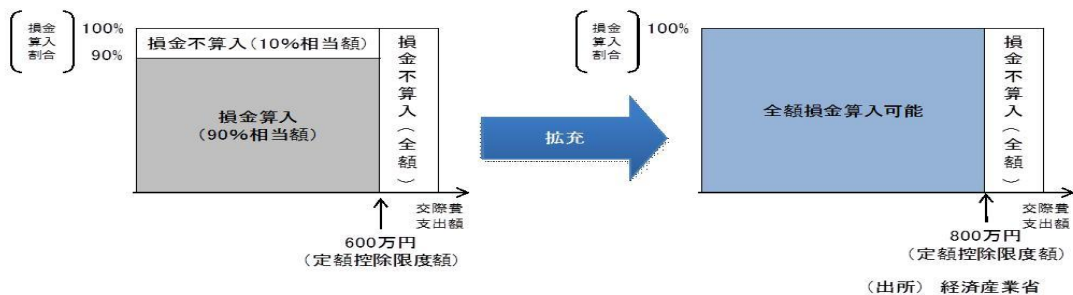 損金
算入
割合
100%
90%
損金不算入（10%相当額）
損金算入
（90%相当額）
損金不算入（全額）
交際費
支出額
600万円
（定額控除限度額）
拡充
損金
算入
割合
100%
全額損金算入可能
損金不算入（全額）
交際費
支出額
800万円
（定額控除限度額）
（出所） 経済産業省